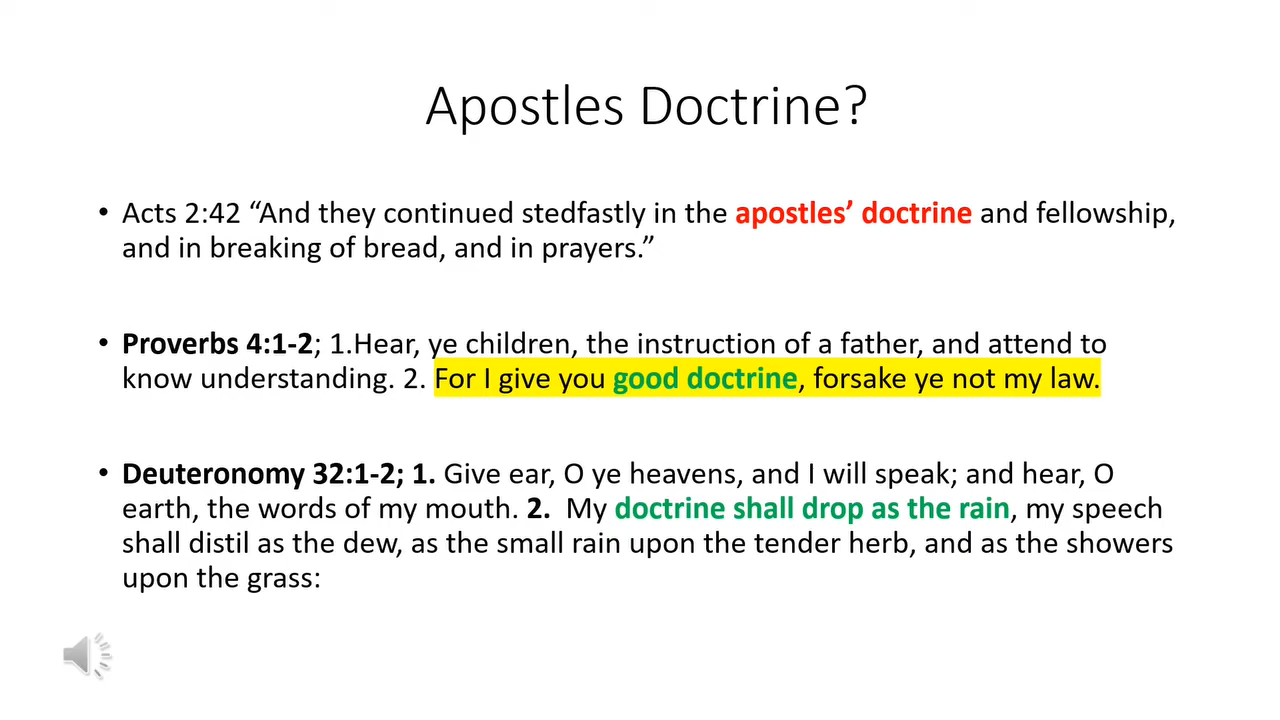 Apostles Doctrine?
• Acts 2:42 “And they continued stedfastly in the apostles’ doctrine and fellowship,
and in breaking of bread, and in prayers.”
• Proverbs 4:1-2; 1.Hear, ye children, the instruction of a father, and attend to
know understanding. 2. For I give you good doctrine, forsake ye not my law.
• Deuteronomy 32:1-2; 1. Give ear, O ye heavens, and I will speak; and hear, O
earth, the words of my mouth. 2. My doctrine shall drop as the rain, my speech
shall distil as the dew, as the small rain upon the tender herb, and as the showers
upon the grass: